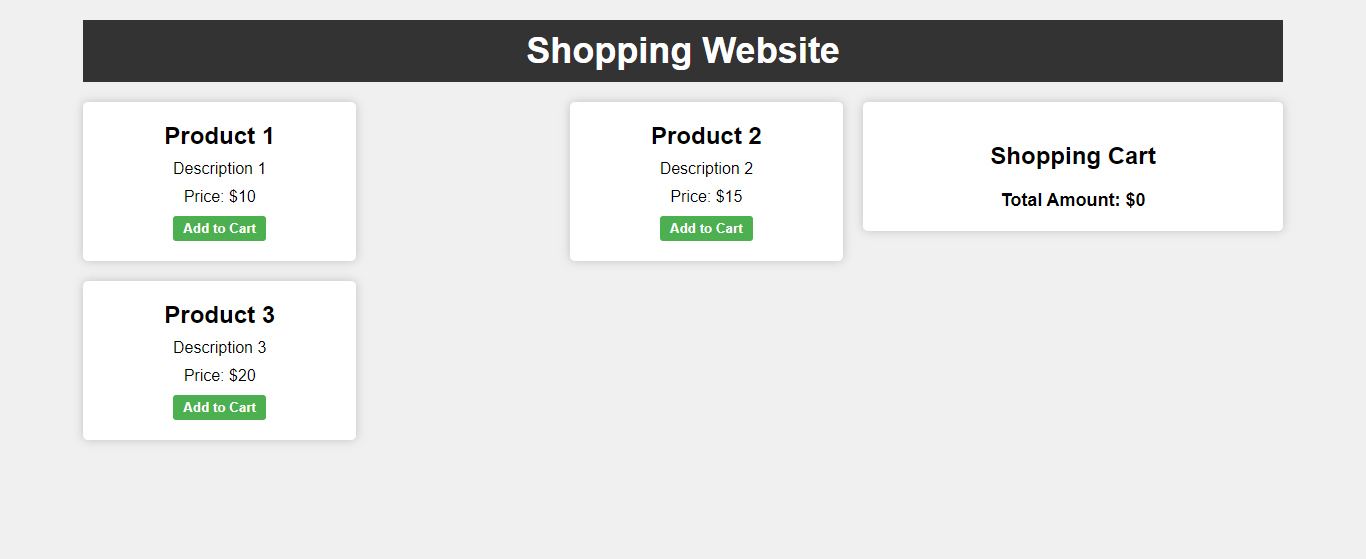 Shopping Website
Product 1
Description 1
Price: $10
Add to Cart
Product 2
Description 2
Price: $15
Add to Cart
Shopping Cart
Total Amount: $0
Product 3
Description 3
Price: $20
Add to Cart